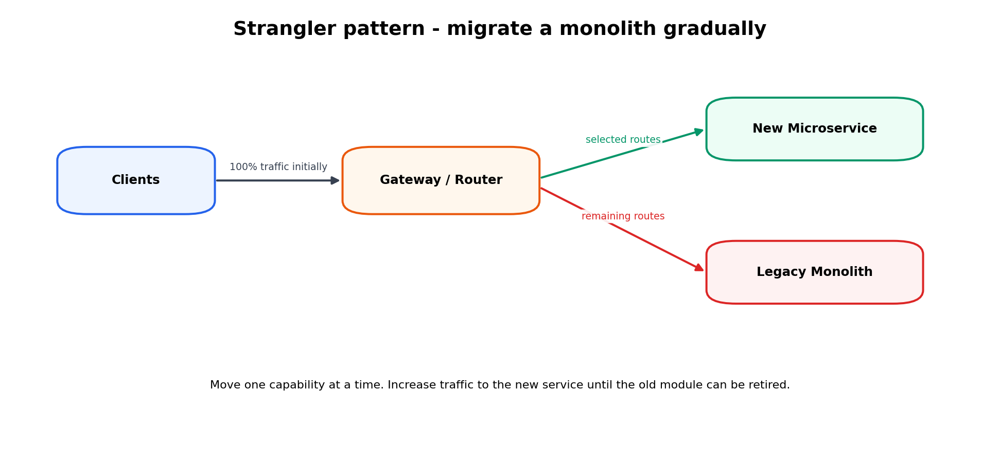 Strangler pattern - migrate a monolith gradually
New Microservice
selected routes
100% traffic initially
Clients
Gateway / Router
remaining routes
Legacy Monolith
Move one capability at a time. Increase traffic to the new service until the old module can be retired.